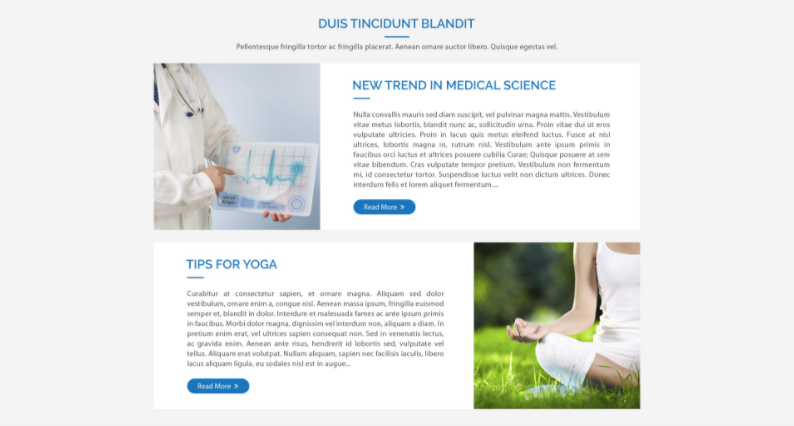 DUIS TINCIDUNT BLANDIT
Pellentesque fringilla tortor ac fringilla placerat. Aenean ornare auctor libero. Quisque egestas vel.
NEW TREND IN MEDICAL SCIENCE
Nulla convallis mauris sed diam suscipit, vel pulvinar magna mattis. Vestibulum
vitae metus lobortis, blandit nunc ac, sollicitudin urna. Proin vitae dui ut eros
vulputate ultricies. Proin in lacus quis metus eleifend luctus. Fusce at nisl
ultrices, lobortis magna in, rutrum nisl. Vestibulum ante ipsum primis in
faucibus orci luctus et ultrices posuere cubilia Curae; Quisque posuere at sem
vitae bibendum. Cras vulputate tempor pretium. Vestibulum non fermentum
mi, id consectetur tortor. Suspendisse luctus velit non dictum ultrices. Donec
interdum felis et lorem aliquet fermentum....
Read More »
TIPS FOR YOGA
Curabitur at consectetur sapien, et ornare magna. Aliquam sed dolor
vestibulum, ornare enim a, congue nisl. Aenean massa ipsum, fringilla euismod
semper et, blandit in dolor. Interdum et malesuada fames ac ante ipsum primis
in faucibus. Morbi dolor magna, dignissim vel interdum non, aliquam a diam. In
pretium enim erat, vel ultrices sapien consequat non. Sed in venenatis lectus,
ac gravida enim. Aenean ante risus, hendrerit id lobortis sed, vulputate vel
tellus. Aliquam erat volutpat. Nullam aliquam, sapien nec facilisis iaculis, libero
lacus aliquam ligula, eu sodales nisl est in augue...
Read More »